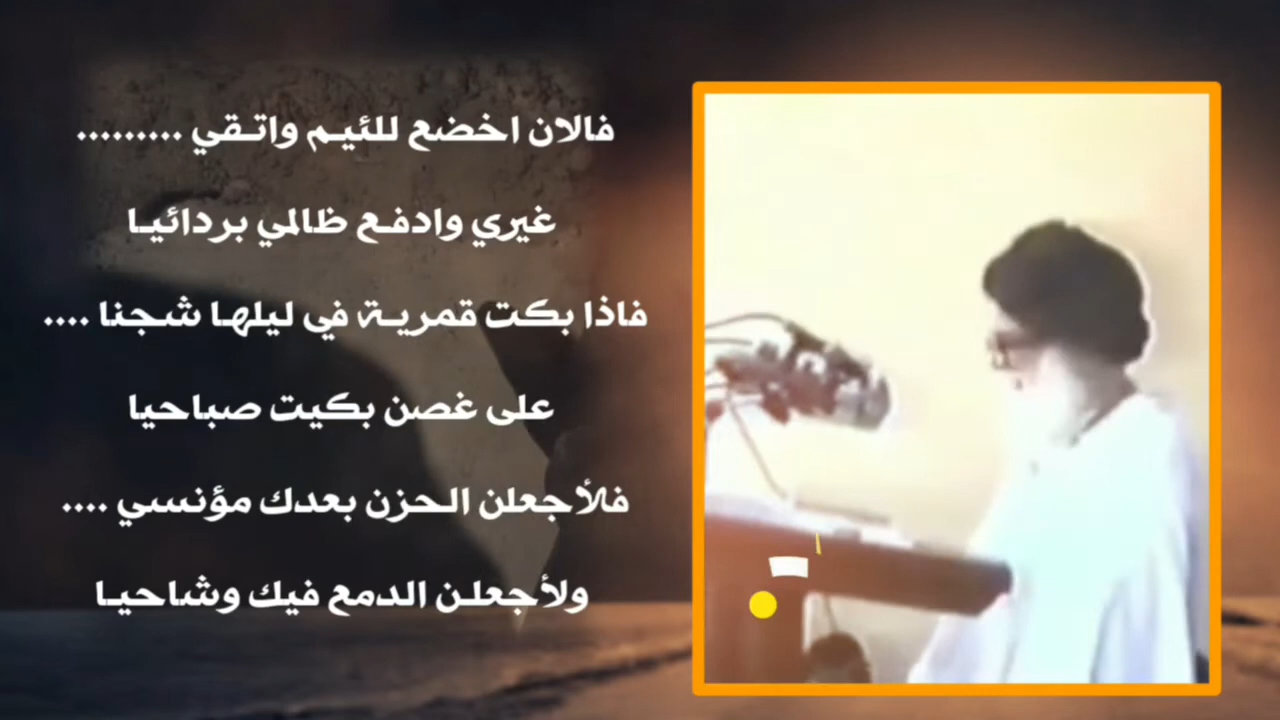 فالان اخضع للئيم واتقي .........
غيري وادفع ظالمي بردائيا
فاذا بكت قمرية في ليلها شجنا ....
على غصن بكيت صباحيا
فلأجعلن الحزن بعدك مؤنسي ....
ولأجعلن الدمع فيك وشاحيا